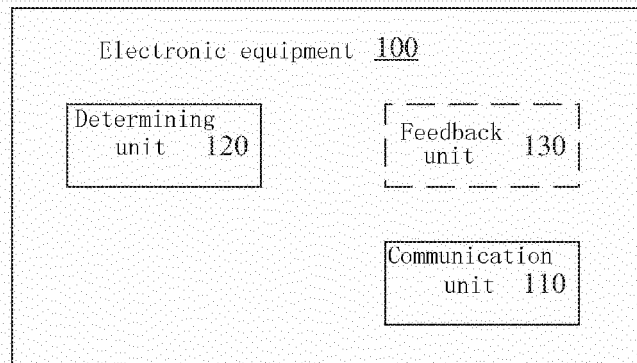 Electronic equipment 100
Determining
unit 120
Feedback
unit 130
Communication
unit 110